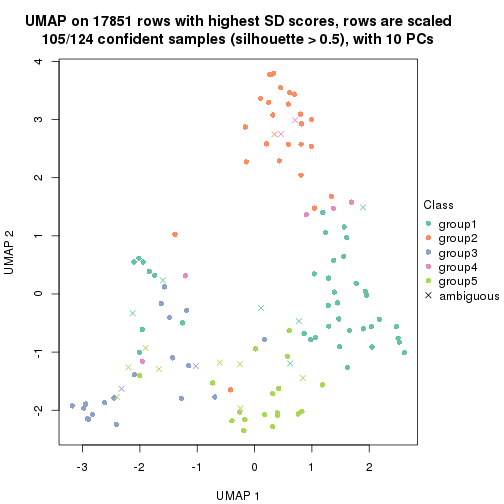 UMAP on 17851 rows with highest SD scores, rows are scaled
105/124 confident samples (silhouette > 0.5), with 10 PCs
4
3
2
1
0
-1
-2
UMAP 2
-3
-2
-1
0
1
2
UMAP 1
Class
group1
group2
group3
group4
group5
ambiguous